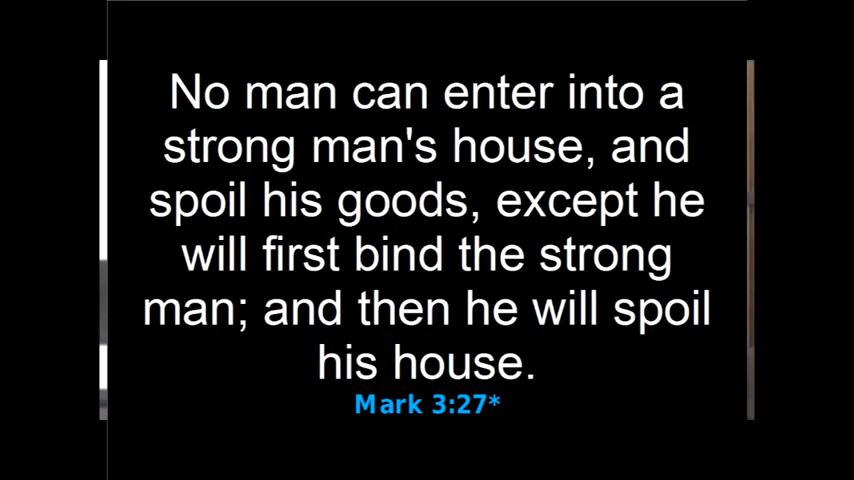 No man can enter into a
strong man's house, and
spoil his goods, except he
will first bind the strong
man; and then he will spoil
his house.
Mark 3:27*